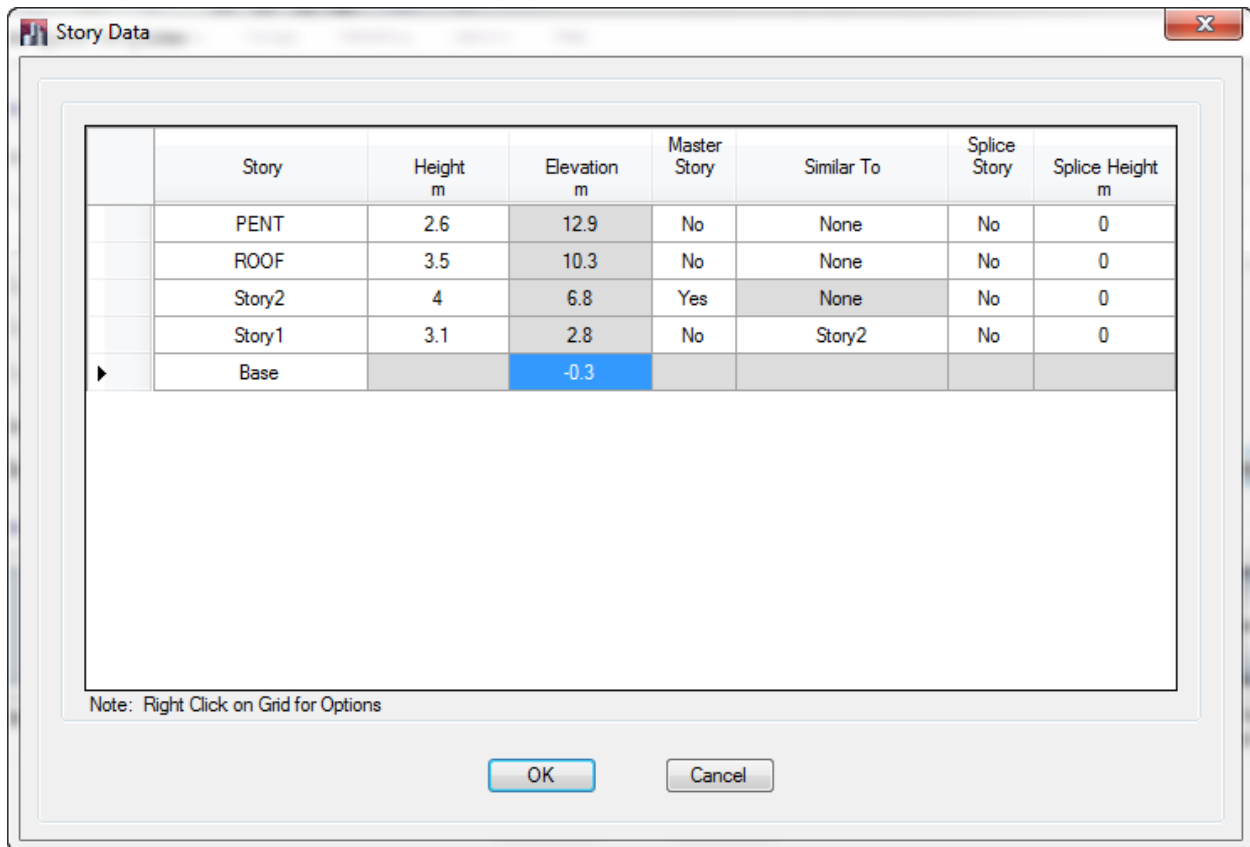 Story Data
Story Height m Elevation m Master Story Similar To Splice Story Splice Height m
PENT 2.6 12.9 No None No 0
ROOF 3.5 10.3 No None No 0
Story2 4 6.8 Yes None No 0
Story1 3.1 2.8 No Story2 No 0
Base -0.3
Note: Right Click on Grid for Options
OK Cancel